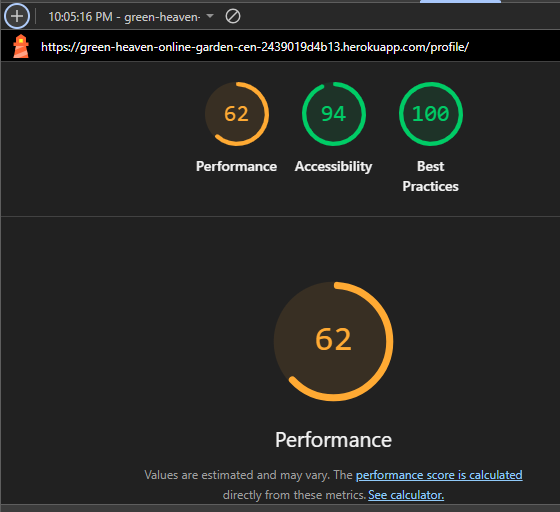 10:05:16 PM - green-heaven-
https://green-heaven-online-garden-cen-2439019d4b13.herokuapp.com/profile/
62 94 100
Performance Accessibility Best
Practices
62
Performance
Values are estimated and may vary. The performance score is calculated
directly from these metrics. See calculator.